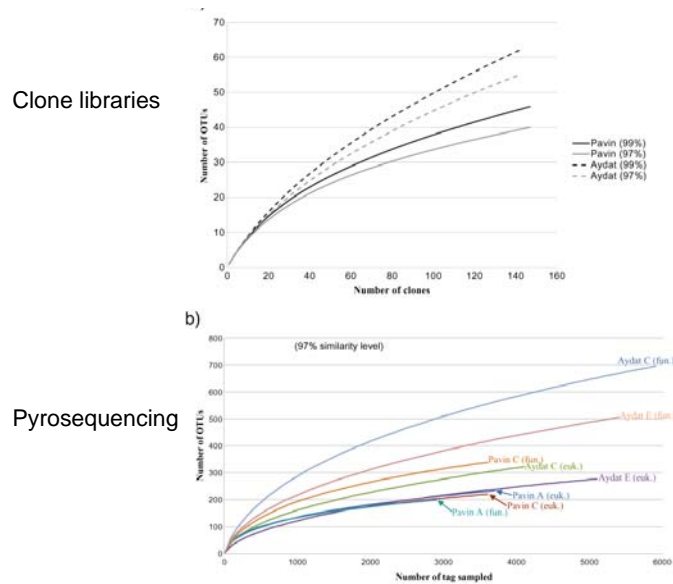 Clone libraries
Number of OTUs
70
60
50
40
30
20
10
0
0
20
40
60
80
100
120
140
160
Number of clones
Pavin (99%)
Pavin (97%)
Aydat (99%)
Aydat (97%)
b)
Pyrosequencing
(97% similarity level)
Number of OTUs
800
700
600
500
400
300
200
100
0
0
1000
2000
3000
4000
5000
6000
Number of tag sampled
Aydat C (fun.)
Aydat E (fun.
Pavin C (fun.)
Aydat C (euk.)
Aydat E (euk.)
Pavin A (euk.)
Pavin C (euk.)
Pavin A (fun.)